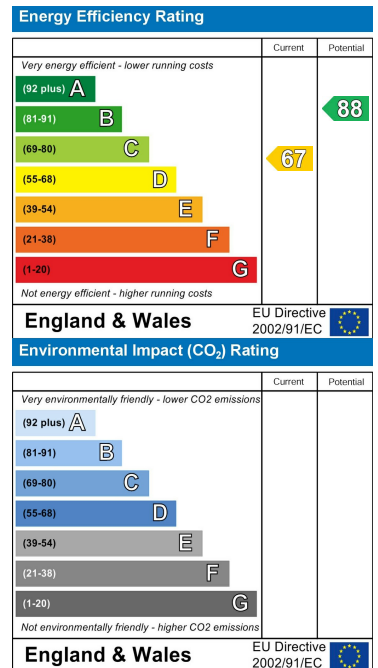 Energy Efficiency Rating
Current Potential
Very energy efficient - lower running costs
(92 plus) A
(81-91) B
88
(69-80) C
67
(55-68) D
(39-54) E
(21-38) F
(1-20) G
Not energy efficient - higher running costs
England & Wales
EU Directive
2002/91/EC
Environmental Impact (CO₂) Rating
Current Potential
Very environmentally friendly - lower CO2 emissions
(92 plus) A
(81-91) B
(69-80) C
(55-68) D
(39-54) E
(21-38) F
(1-20) G
Not environmentally friendly - higher CO2 emissions
England & Wales
EU Directive
2002/91/EC